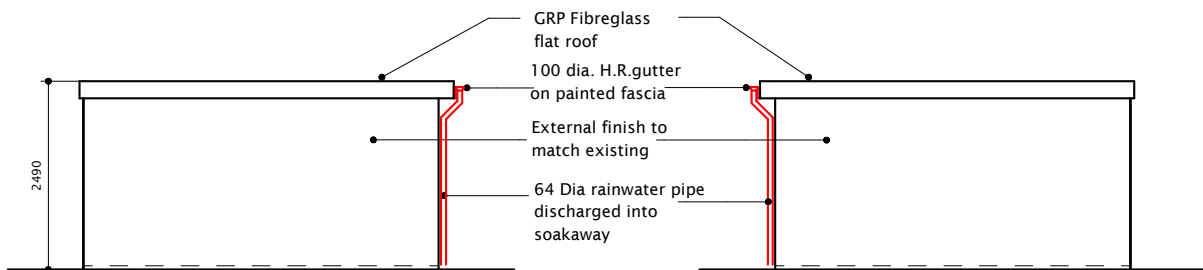 GRP Fibreglass
flat roof
100 dia. H.R.gutter
on painted fascia
External finish to
match existing
2490
64 Dia rainwater pipe
discharged into
soakaway